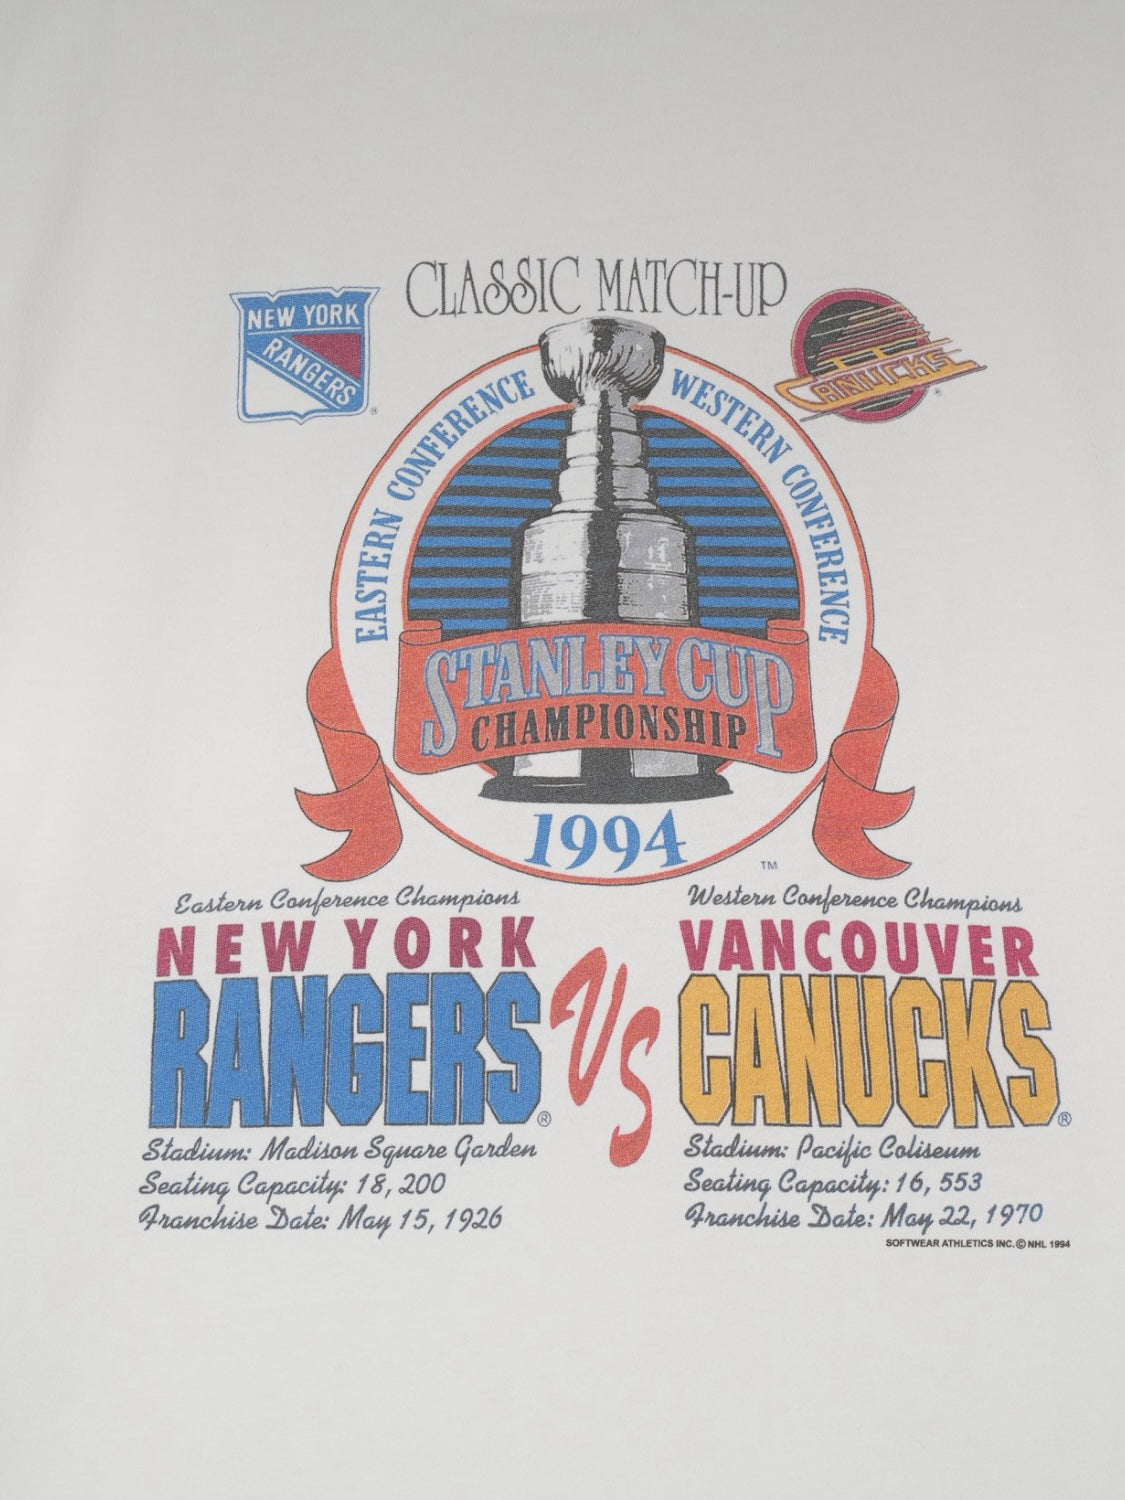 CLASSIC MATCH-UP
NEW YORK
RANGERS
®
CANUCKS
®
EASTERN CONFERENCE
WESTERN CONFERENCE
STANLEY CUP
CHAMPIONSHIP
1994
TM
Eastern Conference Champions
NEW YORK
RANGERS®
Stadium: Madison Square Garden
Seating Capacity: 18, 200
Franchise Date: May 15, 1926
VS
Western Conference Champions
VANCOUVER
CANUCKS®
Stadium: Pacific Coliseum
Seating Capacity: 16, 553
Franchise Date: May 22, 1970
SOFTWEAR ATHLETICS INC. © NHL 1994